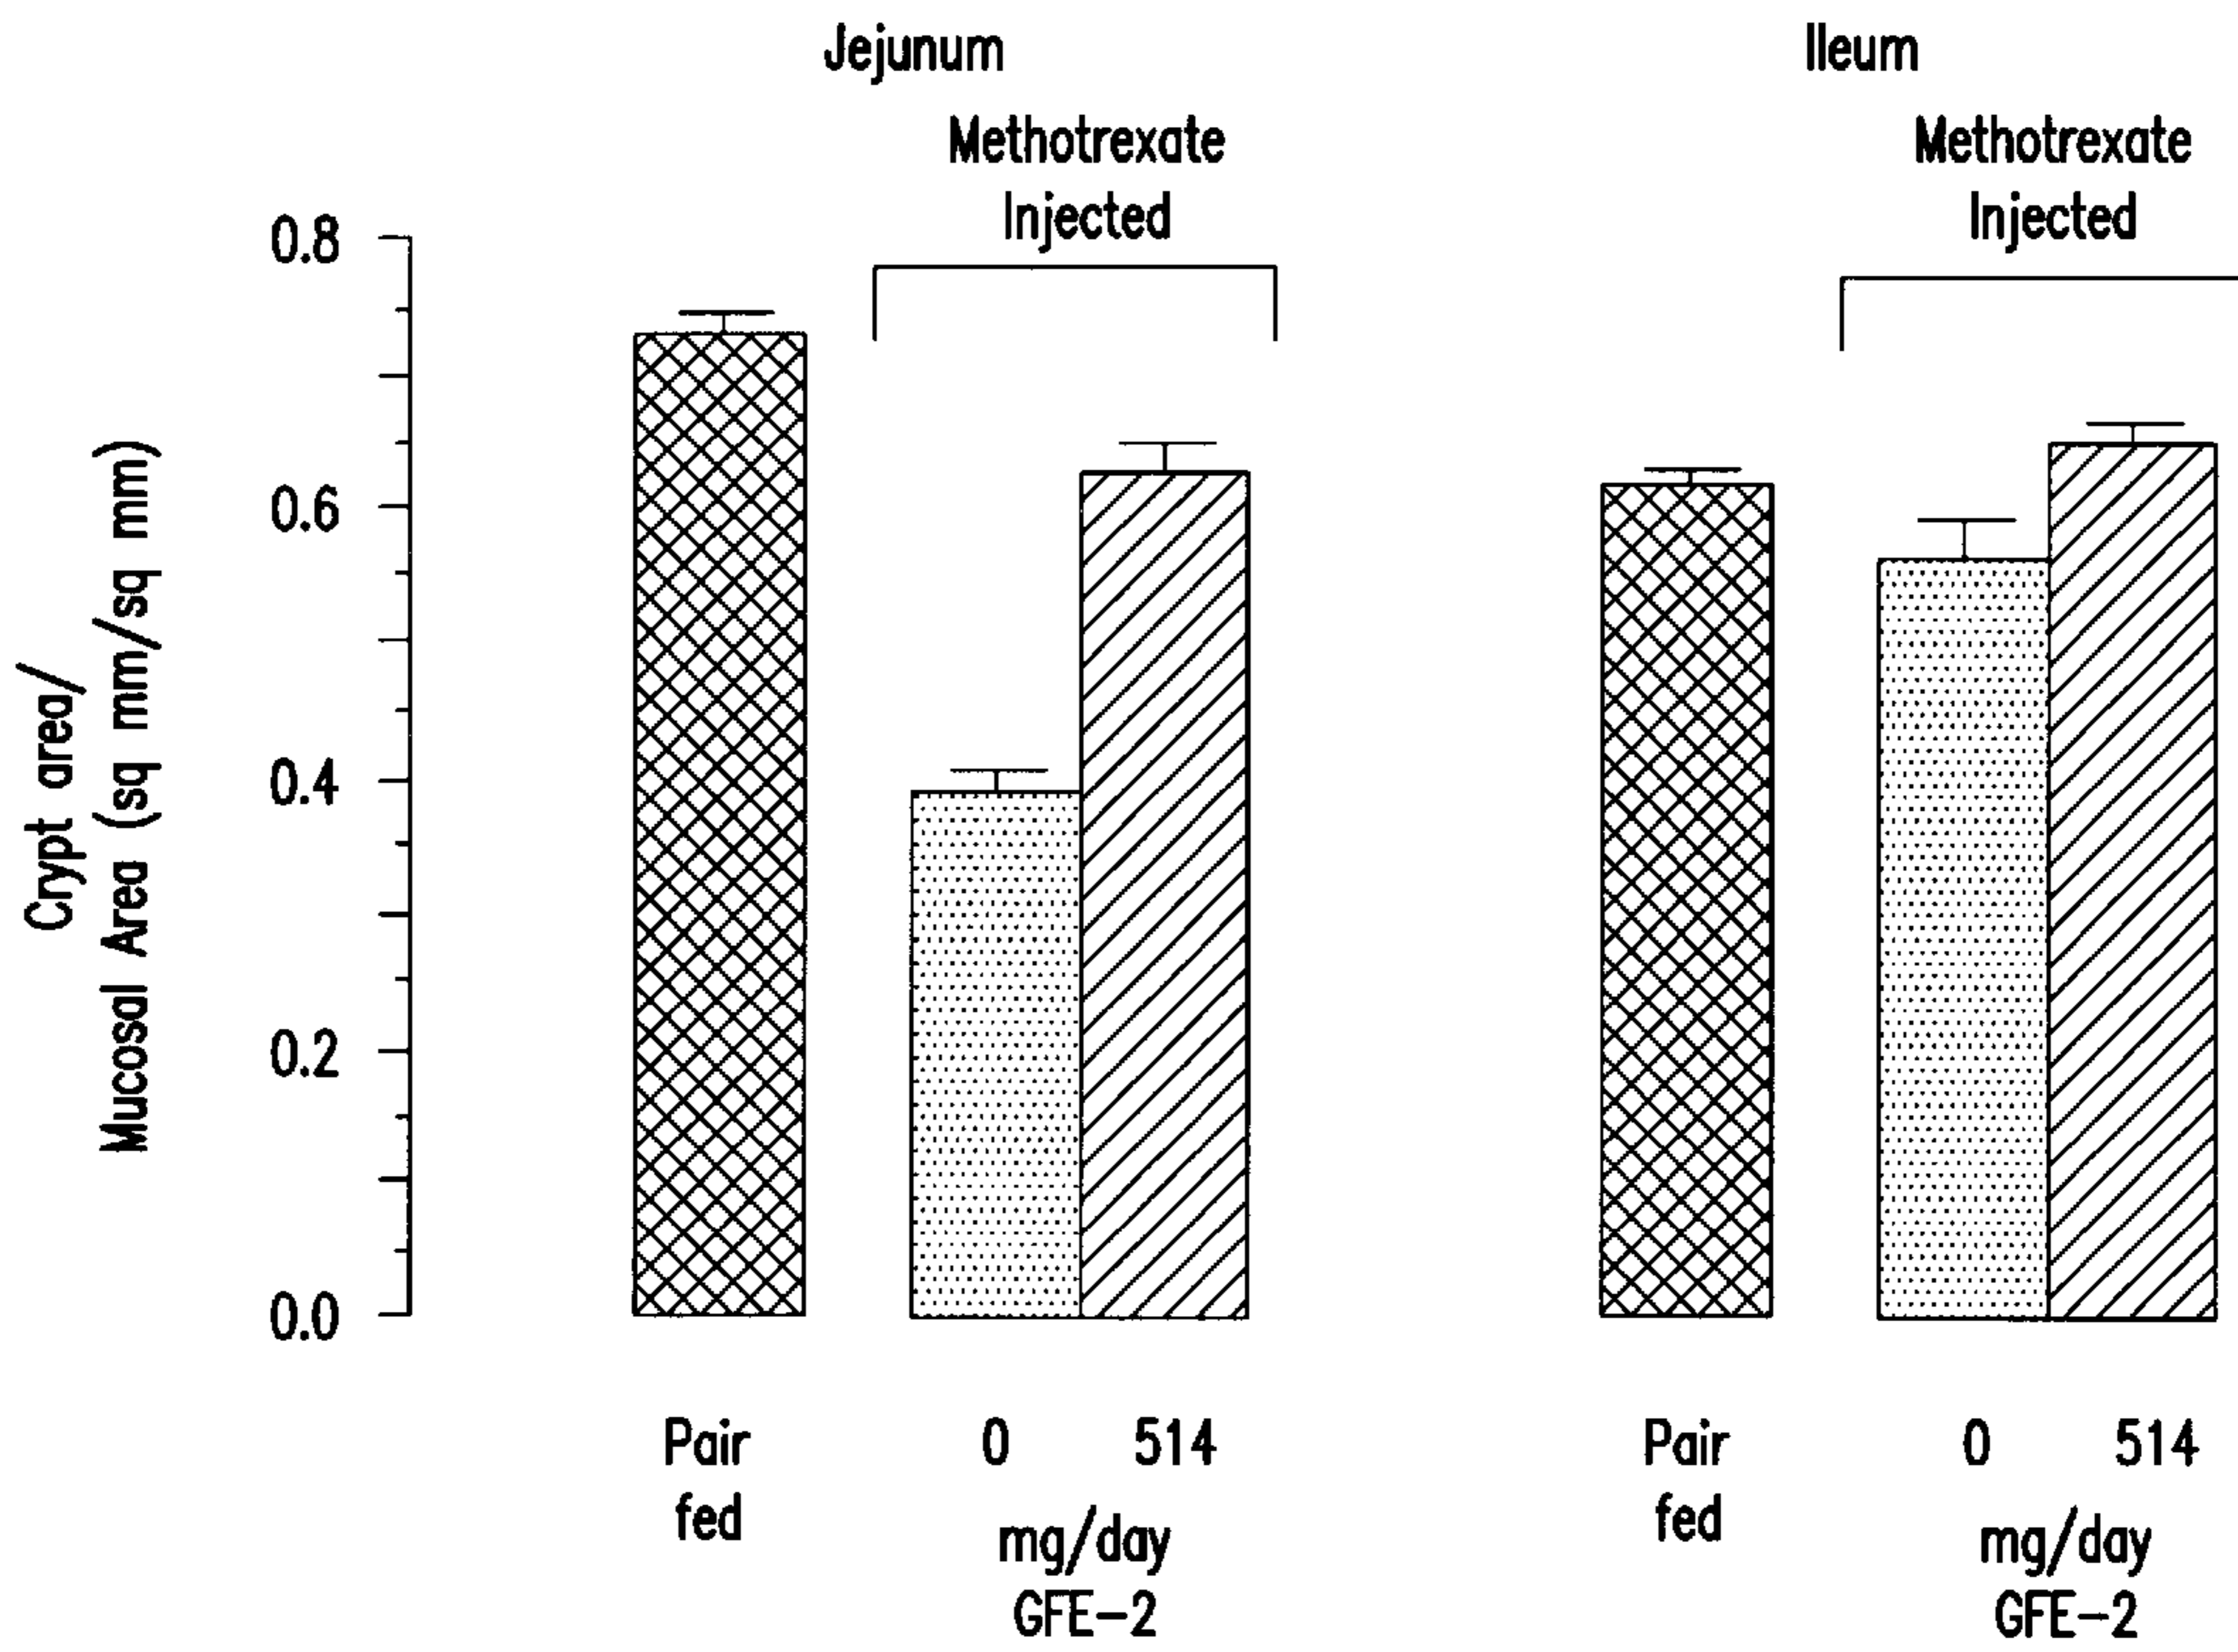 Jejunum
Methotrexate
Injected
Ileum
Methotrexate
Injected
Crypt area/
Mucosal Area (sq mm/sq mm)
0.8
0.6
0.4
0.2
0.0
Pair
fed
0
514
mg/day
GFE-2
Pair
fed
0
514
mg/day
GFE-2